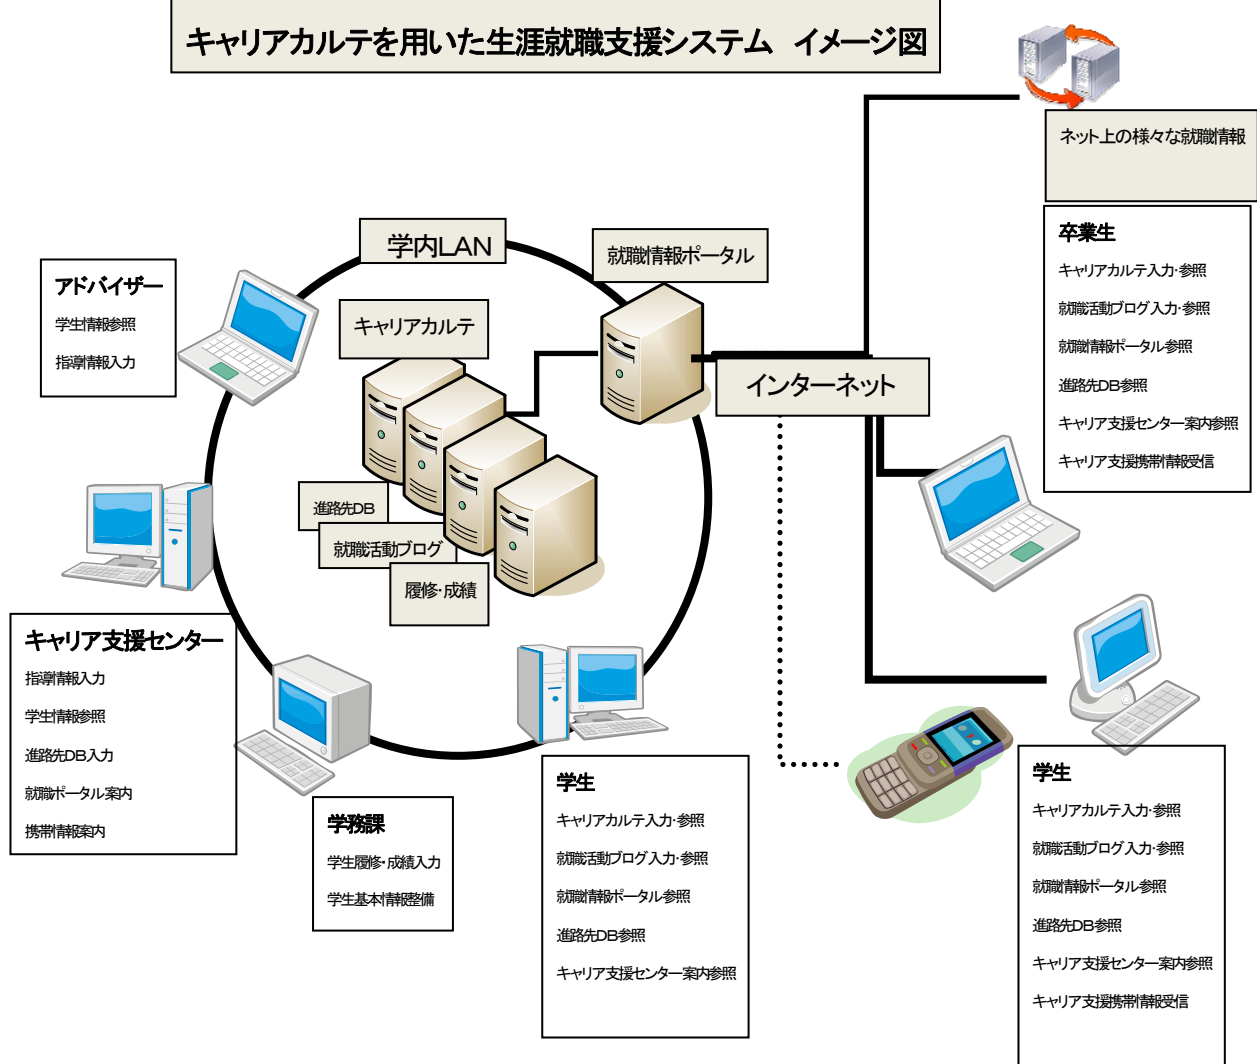 キャリアカルテを用いた生涯就職支援システム　イメージ図
ネット上の様々な就職情報
卒業生
キャリアカルテ入力・参照
就職活動ブログ入力・参照
就職情報ポータル参照
進路先DB参照
キャリア支援センター案内参照
キャリア支援携帯情報受信
学内LAN
就職情報ポータル
アドバイザー
学生情報参照
指導情報入力
キャリアカルテ
インターネット
進路先DB
就職活動ブログ
履修・成績
キャリア支援センター
指導情報入力
学生情報参照
進路先DB入力
就職ポータル案内
携帯情報案内
学務課
学生履修・成績入力
学生基本情報整備
学生
キャリアカルテ入力・参照
就職活動ブログ入力・参照
就職情報ポータル参照
進路先DB参照
キャリア支援センター案内参照
学生
キャリアカルテ入力・参照
就職活動ブログ入力・参照
就職情報ポータル参照
進路先DB参照
キャリア支援センター案内参照
キャリア支援携帯情報受信